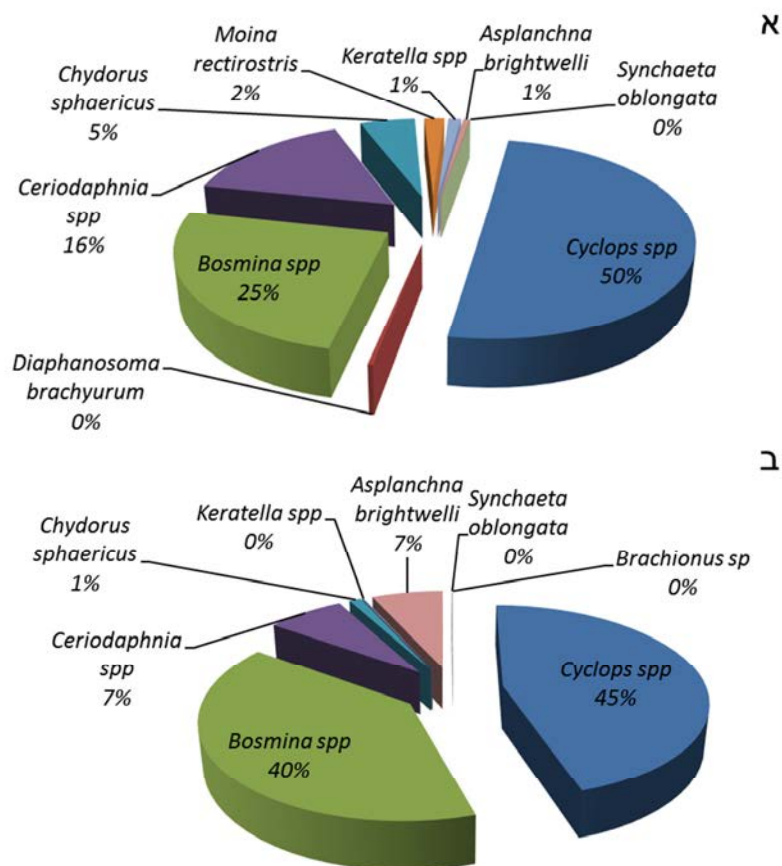 א
Moina
rectirostris
2%
Keratella spp
1%
Asplanchna
brightwelli
1%
Synchaeta
oblongata
0%
Chydorus
sphaericus
5%
Ceriodaphnia
spp
16%
Bosmina spp
25%
Cyclops spp
50%
Diaphanosoma
brachyurum
0%
ב
Chydorus
sphaericus
1%
Keratella spp
0%
Asplanchna
brightwelli
7%
Synchaeta
oblongata
0%
Brachionus sp
0%
Ceriodaphnia
spp
7%
Cyclops spp
45%
Bosmina spp
40%